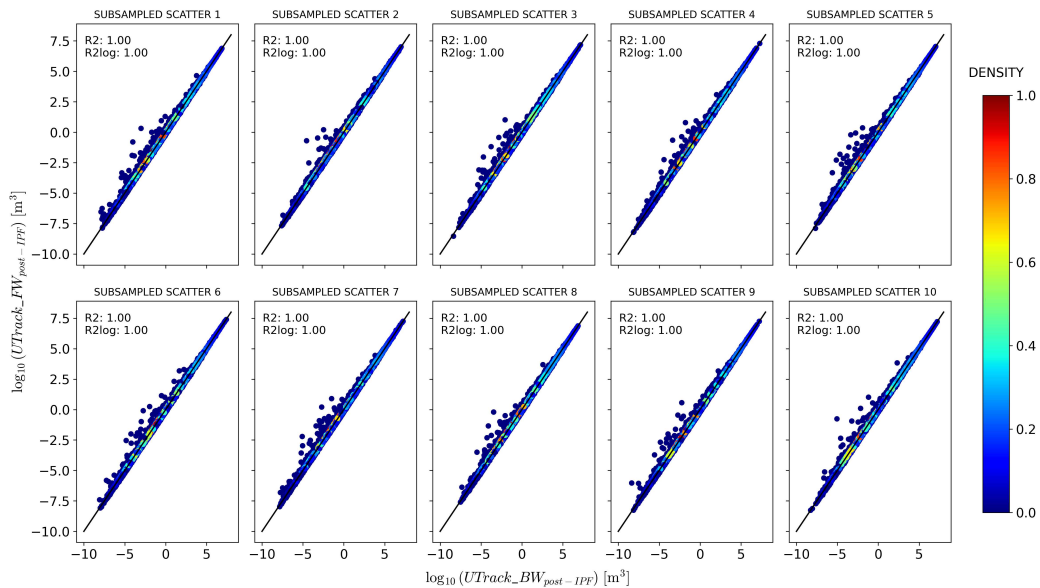 SUBSAMPLED SCATTER 1
SUBSAMPLED SCATTER 2
SUBSAMPLED SCATTER 3
SUBSAMPLED SCATTER 4
SUBSAMPLED SCATTER 5
R2: 1.00
R2log: 1.00
R2: 1.00
R2log: 1.00
R2: 1.00
R2log: 1.00
R2: 1.00
R2log: 1.00
R2: 1.00
R2log: 1.00
7.5
5.0
2.5
0.0
−2.5
−5.0
−7.5
−10.0
DENSITY
1.0
0.8
0.6
0.4
0.2
0.0
log₁₀ (UTrack_FW_{post−IPF}) [m³]
SUBSAMPLED SCATTER 6
SUBSAMPLED SCATTER 7
SUBSAMPLED SCATTER 8
SUBSAMPLED SCATTER 9
SUBSAMPLED SCATTER 10
R2: 1.00
R2log: 1.00
R2: 1.00
R2log: 1.00
R2: 1.00
R2log: 1.00
R2: 1.00
R2log: 1.00
R2: 1.00
R2log: 1.00
7.5
5.0
2.5
0.0
−2.5
−5.0
−7.5
−10.0
−10 −5 0 5
−10 −5 0 5
−10 −5 0 5
−10 −5 0 5
−10 −5 0 5
log₁₀ (UTrack_BW_{post−IPF}) [m³]